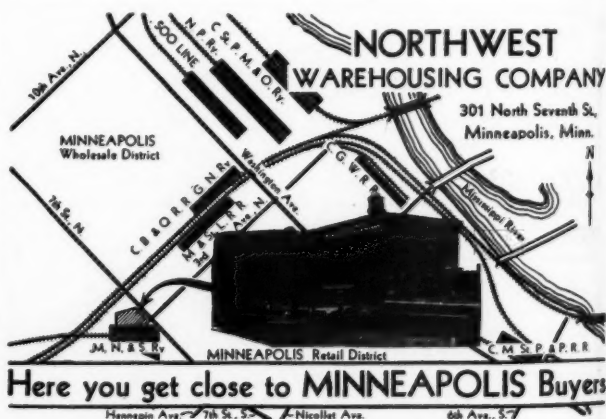 NORTHWEST
WAREHOUSING COMPANY
301 North Seventh St.,
Minneapolis, Minn.
N
SOO LINE
N. P. Ry.
C. St. P. M. & O. Ry.
10th Ave., N.
MINNEAPOLIS
Wholesale District
7th St., N.
Washington Ave.
C. G. W. R. R.
Mississippi River
C. B. & Q. R. R. G. N. Ry
M. & St. L. R. R.
3rd Ave., N.
M., N. & S. Ry
MINNEAPOLIS Retail District
C. M. St. P. & P. R. R.
Here you get close to MINNEAPOLIS Buyers
Hennepin Ave. 7th St., S. Nicollet Ave. 6th Ave., S.